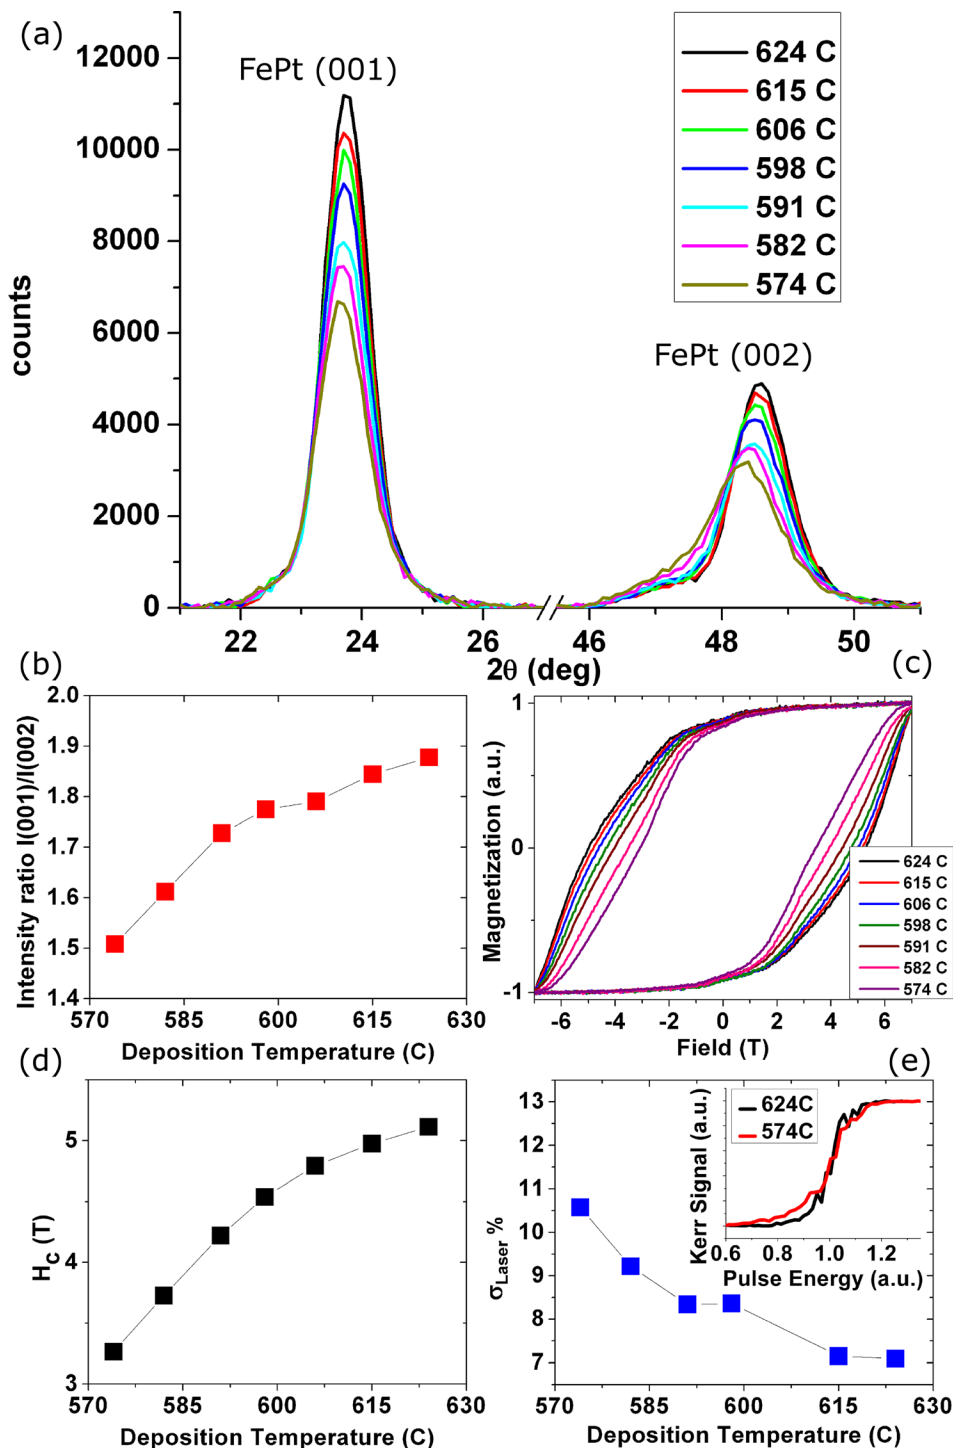 (a)
12000
10000
8000
6000
4000
2000
0
counts
FePt (001)
FePt (002)
624 C
615 C
606 C
598 C
591 C
582 C
574 C
22 24 26 46 48 50
2θ (deg)
(b)
2.0
1.9
1.8
1.7
1.6
1.5
1.4
Intensity ratio I(001)/I(002)
570 585 600 615 630
Deposition Temperature (C)
(c)
1
0
-1
Magnetization (a.u.)
624 C
615 C
606 C
598 C
591 C
582 C
574 C
-6 -4 -2 0 2 4 6
Field (T)
(d)
5
4
3
H_C (T)
570 585 600 615 630
Deposition Temperature (C)
(e)
13
12
11
10
9
8
7
σ_Laser %
624C
574C
Kerr Signal (a.u.)
0.6 0.8 1.0 1.2
Pulse Energy (a.u.)
570 585 600 615 630
Deposition Temperature (C)